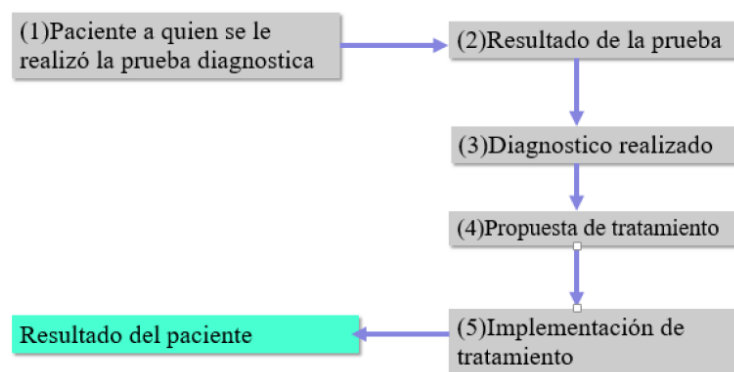 (1)Paciente a quien se le
realizó la prueba diagnostica
(2)Resultado de la prueba
(3)Diagnostico realizado
(4)Propuesta de tratamiento
(5)Implementación de
tratamiento
Resultado del paciente